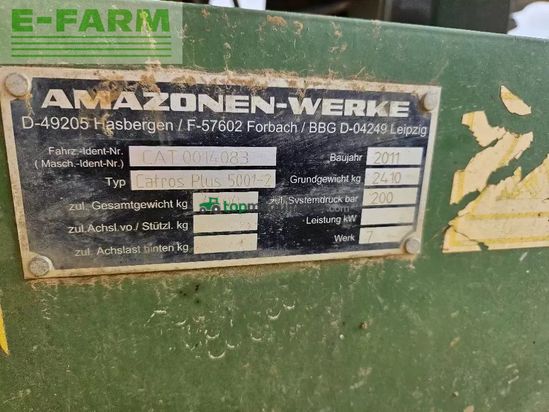 E-FARM
AMAZONEN-WERKE
D-49205 Hasbergen / F-57602 Forbach / BBG D-04249 Leipzig
Fahrz.-Ident-Nr. CAT 0014083 Baujahr 2011
(Masch.-Ident-Nr.) Grundgewicht kg 2410
Typ Catros Plus 5001-2
zul. Gesamtgewicht kg zul. Systemdruck bar 200
zul. Achsl.vo./Stützl. kg Leistung kW
zul. Achslast hinten kg Werk 7